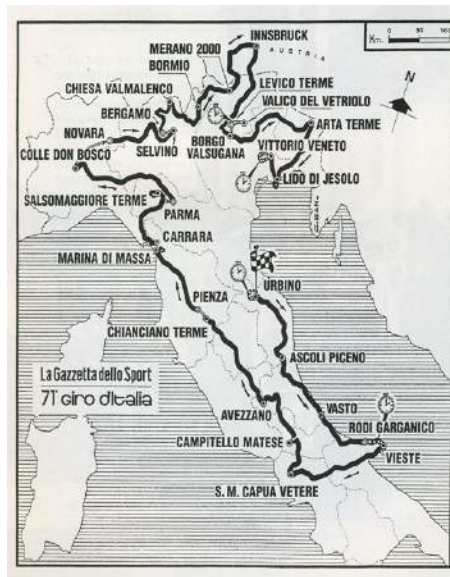 INNSBRUCK
AUSTRIA
KM.
N
MERANO 2000
BORMIO
CHIESA VALMALENCO
LEVICO TERME
VALICO DEL VETRIOLO
BERGAMO
NOVARA
ARTA TERME
COLLE DON BOSCO
SELVINO
BORGO
VALSUGANA
VITTORIO VENETO
LIDO DI JESOLO
SALSOMAGGIORE TERME
PARMA
CARRARA
MARINA DI MASSA
URBINO
PIENZA
CHIANCIANO TERME
ASCOLI PICENO
La Gazzetta dello Sport
71° giro d'italia
AVEZZANO
VASTO
RODI GARGANICO
CAMPITELLO MATESE
VIESTE
S. M. CAPUA VETERE